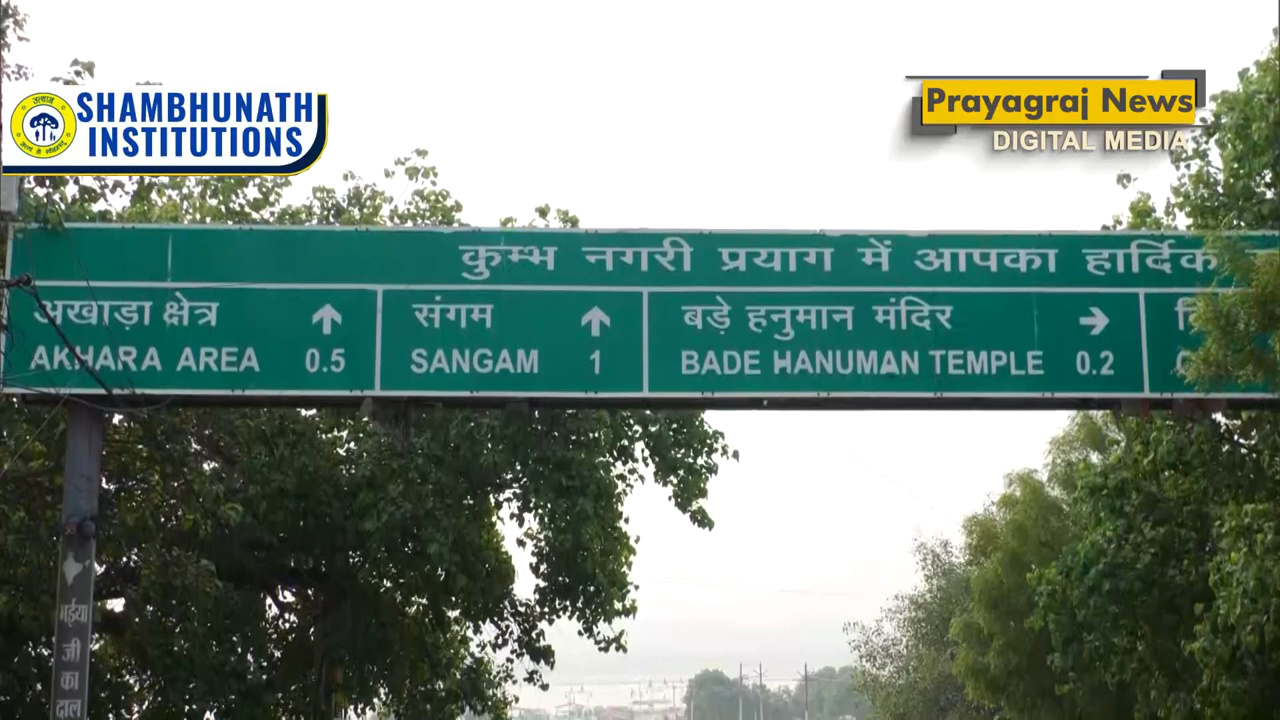 SHAMBHUNATH
INSTITUTIONS
Prayagraj News
DIGITAL MEDIA
कुम्भ नगरी प्रयाग में आपका हार्दिक
अखाड़ा क्षेत्र ↑
AKHARA AREA 0.5
संगम ↑
SANGAM 1
बड़े हनुमान मंदिर →
BADE HANUMAN TEMPLE 0.2
भईया
जी
का
दाल